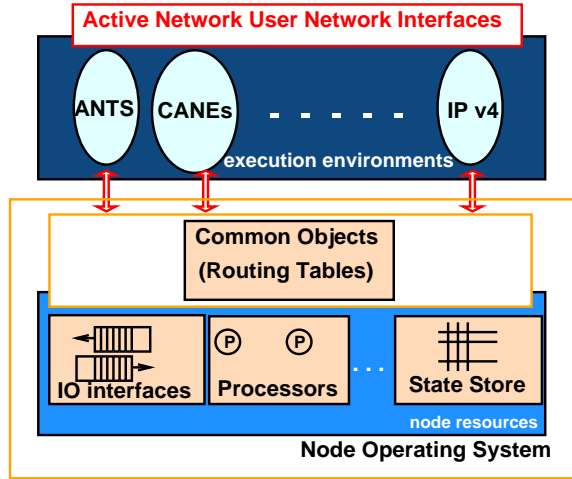 Active Network User Network Interfaces
ANTS
CANEs
- - - - -
IP v4
execution environments
Common Objects
(Routing Tables)
P P
IO interfaces
Processors
. . .
State Store
node resources
Node Operating System